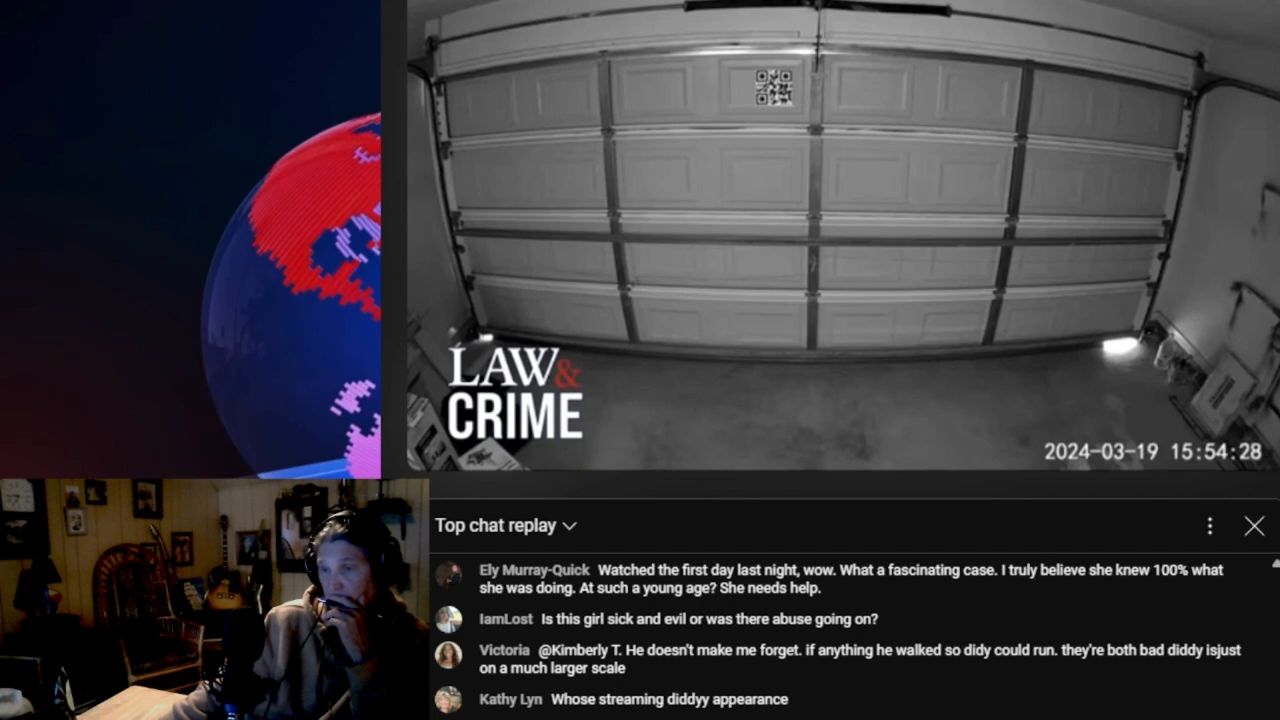 LAW&
CRIME
2024-03-19 15:54:28
Top chat replay
Ely Murray-Quick Watched the first day last night, wow. What a fascinating case. I truly believe she knew 100% what
she was doing. At such a young age? She needs help.
IamLost Is this girl sick and evil or was there abuse going on?
Victoria @Kimberly T. He doesn't make me forget. if anything he walked so didy could run. they're both bad diddy isjust
on a much larger scale
Kathy Lyn Whose streaming diddyy appearance